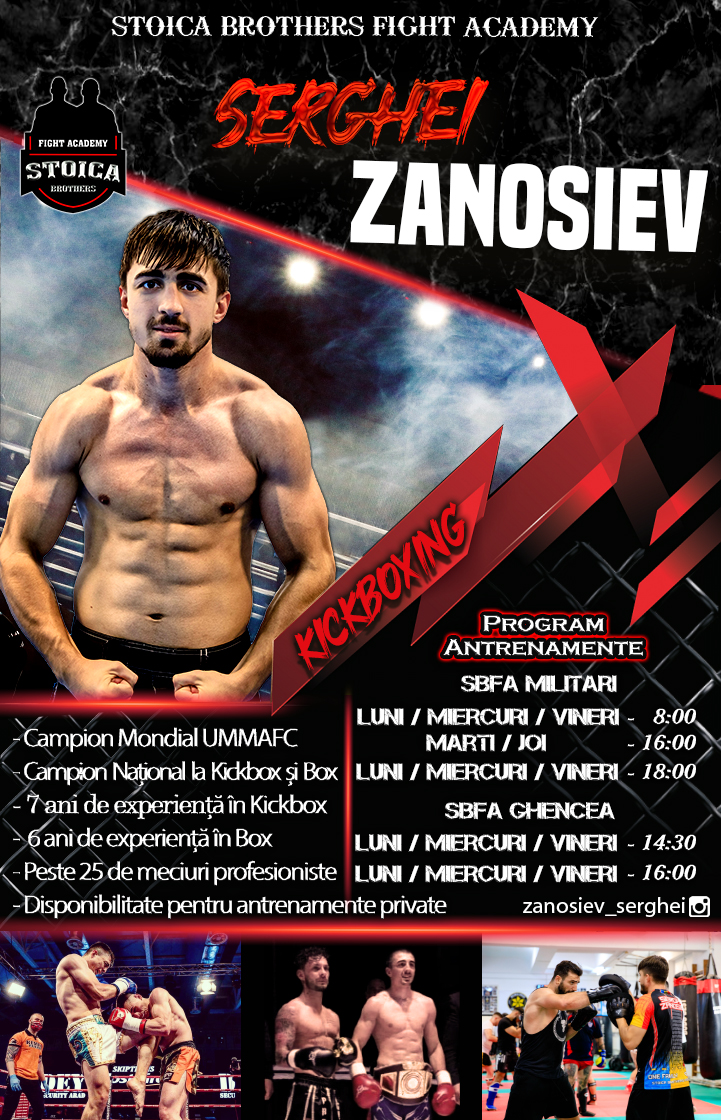 STOICA BROTHERS FIGHT ACADEMY
SERGHEI
FIGHT ACADEMY
STOICA
BROTHERS
ZANOSIEV
KICKBOXING
PROGRAM
ANTRENAMENTE
SBFA MILITARI
LUNI / MIERCURI / VINERI - 8:00
MARTI / JOI - 16:00
LUNI / MIERCURI / VINERI - 18:00
SBFA GHENCEA
LUNI / MIERCURI / VINERI - 14:30
LUNI / MIERCURI / VINERI - 16:00
- Campion Mondial UMMAFC
- Campion Național la Kickbox și Box
- 7 ani de experiență în Kickbox
- 6 ani de experiență în Box
- Peste 25 de meciuri profesioniste
- Disponibilitate pentru antrenamente private
zanosiev_serghei
SECURITY ARAD